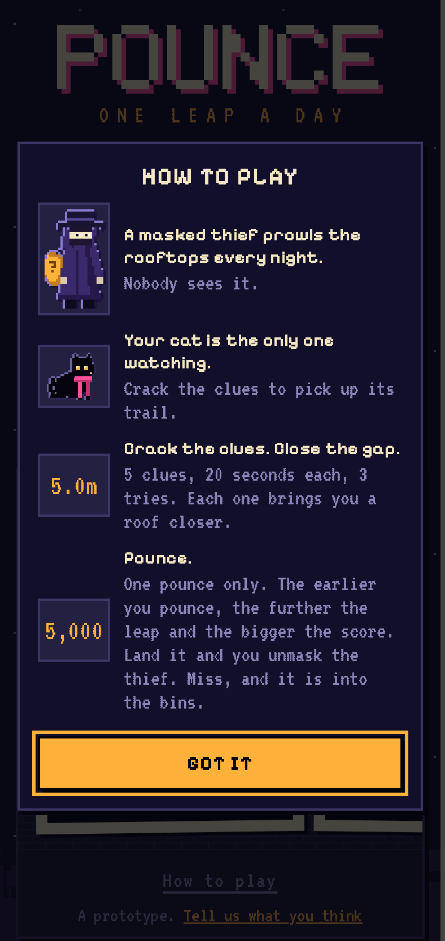 POUNCE
ONE LEAP A DAY
HOW TO PLAY
A masked thief prowls the
rooftops every night.
Nobody sees it.
?
Your cat is the only one
watching.
Crack the clues to pick up its
trail.
Crack the clues. Close the gap.
5.0m
5 clues, 20 seconds each, 3
tries. Each one brings you a
roof closer.
Pounce.
5,000
One pounce only. The earlier
you pounce, the further the
leap and the bigger the score.
Land it and you unmask the
thief. Miss, and it is into
the bins.
GOT IT
How to play
A prototype. Tell us what you think